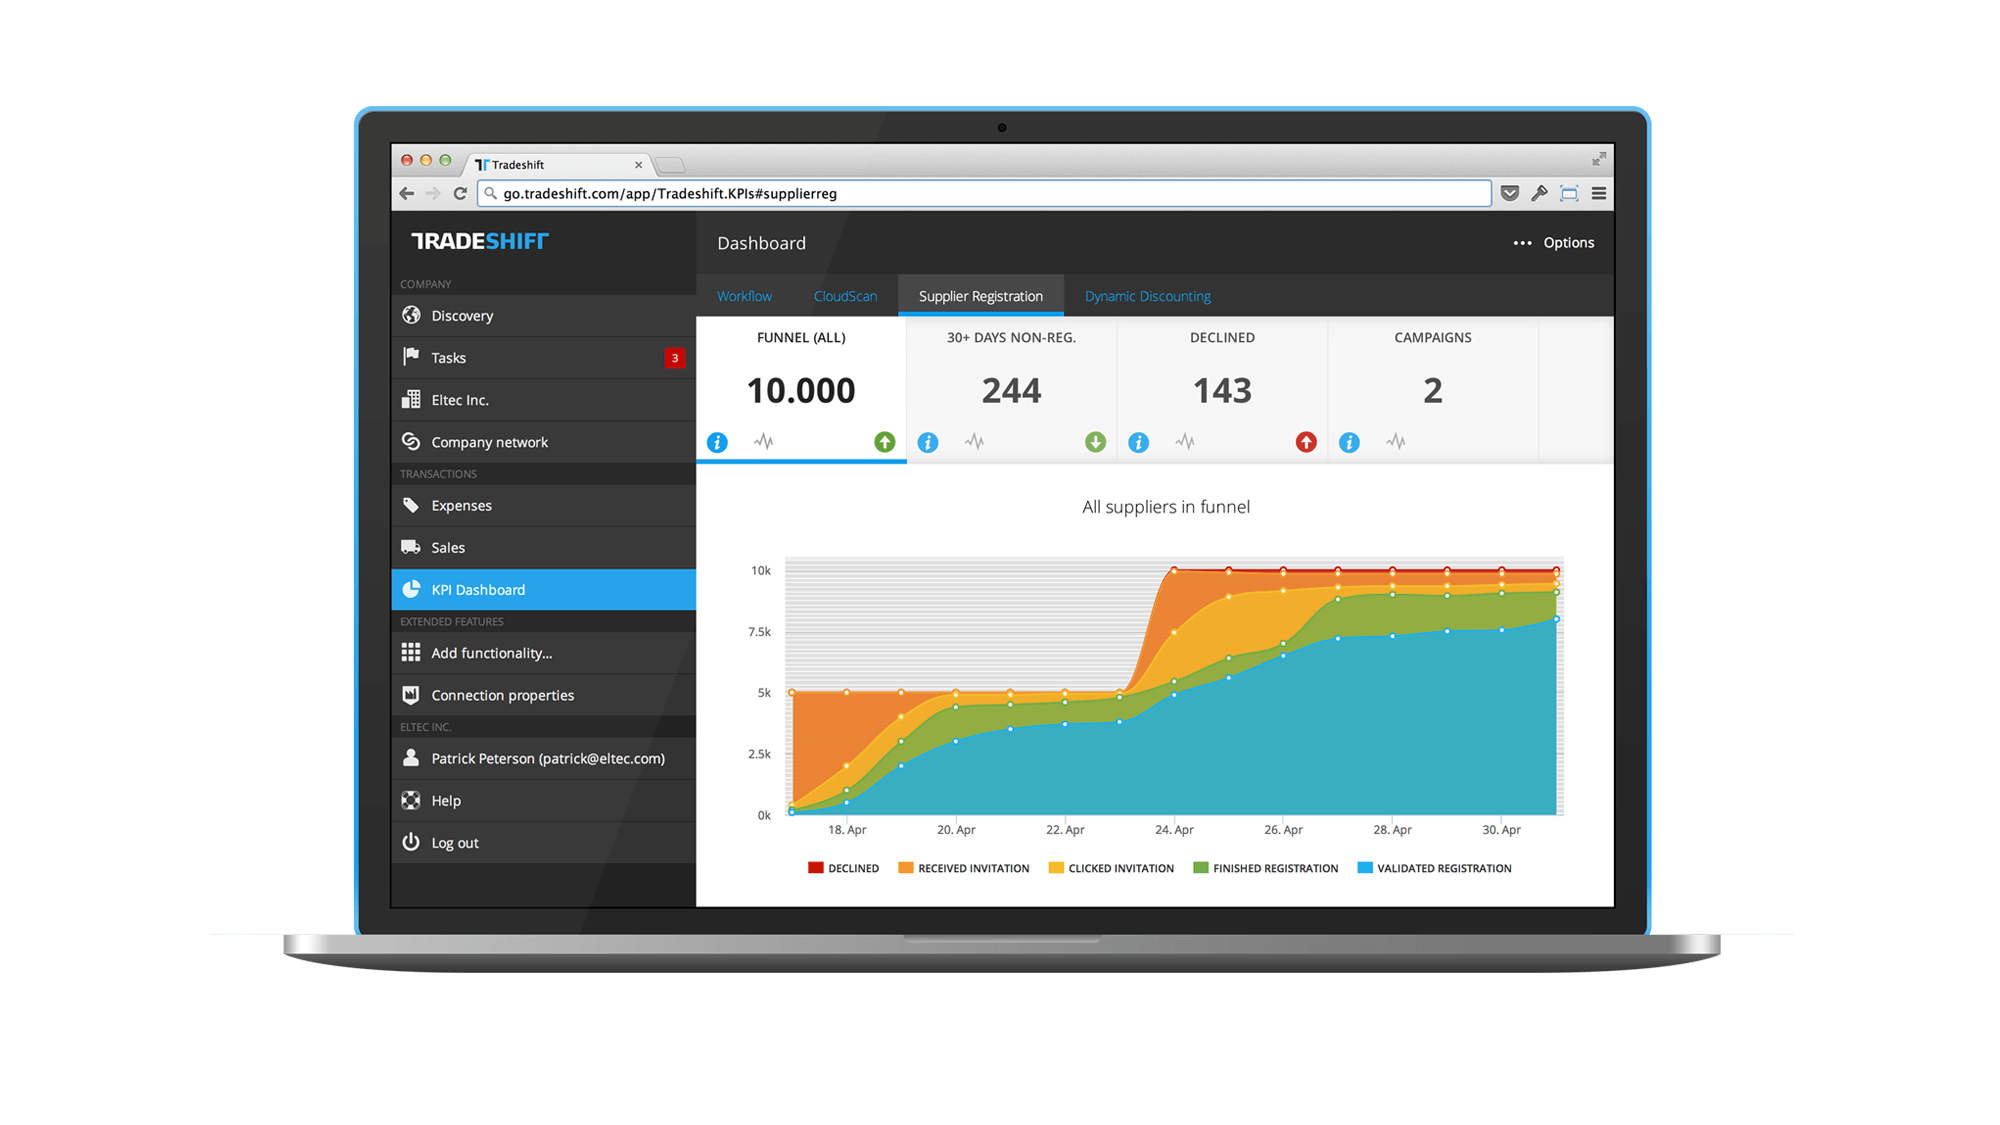 Tradeshift
go.tradeshift.com/app/Tradeshift.KPIs#supplierreg
TRADESHIFT
Dashboard
Options
COMPANY
Discovery
Tasks
3
Eltec Inc.
Company network
TRANSACTIONS
Expenses
Sales
KPI Dashboard
EXTENDED FEATURES
Add functionality...
Connection properties
ELTEC INC.
Patrick Peterson (patrick@eltec.com)
Help
Log out
Workflow
CloudScan
Supplier Registration
Dynamic Discounting
FUNNEL (ALL)
10.000
30+ DAYS NON-REG.
244
DECLINED
143
CAMPAIGNS
2
All suppliers in funnel
10k
7.5k
5k
2.5k
0k
18. Apr
20. Apr
22. Apr
24. Apr
26. Apr
28. Apr
30. Apr
DECLINED
RECEIVED INVITATION
CLICKED INVITATION
FINISHED REGISTRATION
VALIDATED REGISTRATION